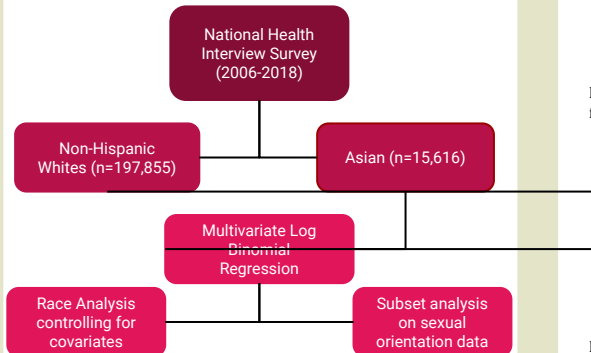 National Health
Interview Survey
(2006-2018)
Non-Hispanic
Whites (n=197,855)
Asian (n=15,616)
Multivariate Log
Binomial
Regression
Race Analysis
controlling for
covariates
Subset analysis
on sexual
orientation data